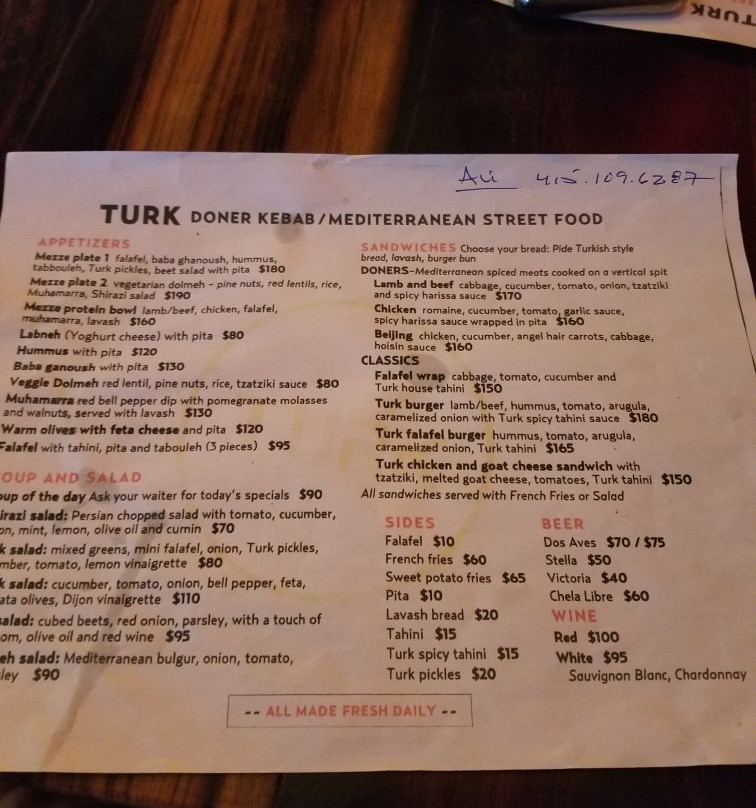 TURK
Ali 415.109.6287
TURK DONER KEBAB/MEDITERRANEAN STREET FOOD
APPETIZERS
Mezze plate 1 falafel, baba ghanoush, hummus,
tabbouleh, Turk pickles, beet salad with pita $180
Mezze plate 2 vegetarian dolmeh - pine nuts, red lentils, rice,
Muhamarra, Shirazi salad $190
Mezze protein bowl lamb/beef, chicken, falafel,
muhamarra, lavash $160
Labneh (Yoghurt cheese) with pita $80
Hummus with pita $120
Baba ganoush with pita $130
Veggie Dolmeh red lentil, pine nuts, rice, tzatziki sauce $80
Muhamarra red bell pepper dip with pomegranate molasses
and walnuts, served with lavash $130
Warm olives with feta cheese and pita $120
Falafel with tahini, pita and tabouleh (3 pieces) $95
OUP AND SALAD
oup of the day Ask your waiter for today's specials $90
irazi salad: Persian chopped salad with tomato, cucumber,
on, mint, lemon, olive oil and cumin $70
k salad: mixed greens, mini falafel, onion, Turk pickles,
mber, tomato, lemon vinaigrette $80
k salad: cucumber, tomato, onion, bell pepper, feta,
ata olives, Dijon vinaigrette $110
salad: cubed beets, red onion, parsley, with a touch of
om, olive oil and red wine $95
eh salad: Mediterranean bulgur, onion, tomato,
ley $90
SANDWICHES Choose your bread: Pide Turkish style
bread, lavash, burger bun
DONERS-Mediterranean spiced meats cooked on a vertical spit
Lamb and beef cabbage, cucumber, tomato, onion, tzatziki
and spicy harissa sauce $170
Chicken romaine, cucumber, tomato, garlic sauce,
spicy harissa sauce wrapped in pita $160
Beijing chicken, cucumber, angel hair carrots, cabbage,
hoisin sauce $160
CLASSICS
Falafel wrap cabbage, tomato, cucumber and
Turk house tahini $150
Turk burger lamb/beef, hummus, tomato, arugula,
caramelized onion with Turk spicy tahini sauce $180
Turk falafel burger hummus, tomato, arugula,
caramelized onion, Turk tahini $165
Turk chicken and goat cheese sandwich with
tzatziki, melted goat cheese, tomatoes, Turk tahini $150
All sandwiches served with French Fries or Salad
SIDES
Falafel $10
French fries $60
Sweet potato fries $65
Pita $10
Lavash bread $20
Tahini $15
Turk spicy tahini $15
Turk pickles $20
BEER
Dos Aves $70 / $75
Stella $50
Victoria $40
Chela Libre $60
WINE
Red $100
White $95
Sauvignon Blanc, Chardonnay
-- ALL MADE FRESH DAILY --